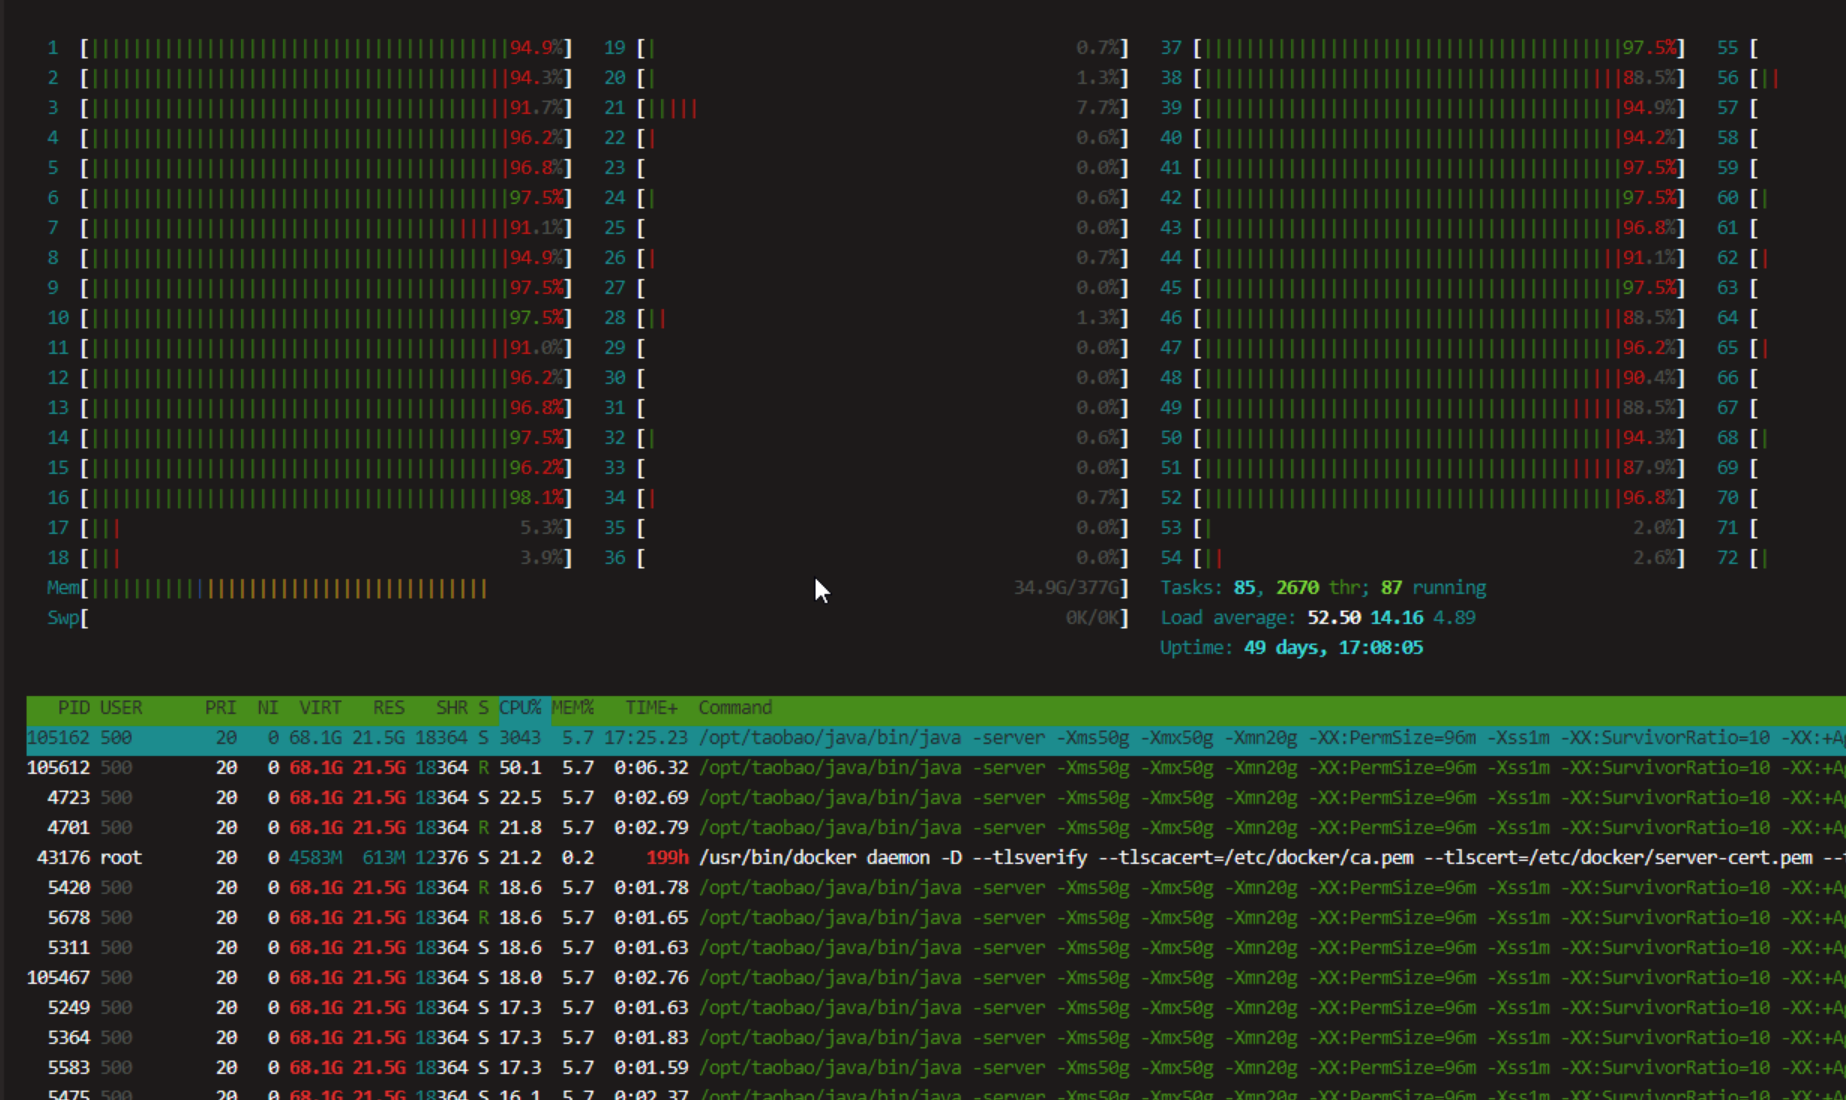 1 [94.9%] 19 [0.7%] 37 [97.5%] 55 [
2 [94.3%] 20 [1.3%] 38 [88.5%] 56 [
3 [91.7%] 21 [7.7%] 39 [94.9%] 57 [
4 [96.2%] 22 [0.6%] 40 [94.2%] 58 [
5 [96.8%] 23 [0.0%] 41 [97.5%] 59 [
6 [97.5%] 24 [0.6%] 42 [97.5%] 60 [
7 [91.1%] 25 [0.0%] 43 [96.8%] 61 [
8 [94.9%] 26 [0.7%] 44 [91.1%] 62 [
9 [97.5%] 27 [0.0%] 45 [97.5%] 63 [
10 [97.5%] 28 [1.3%] 46 [88.5%] 64 [
11 [91.0%] 29 [0.0%] 47 [96.2%] 65 [
12 [96.2%] 30 [0.0%] 48 [90.4%] 66 [
13 [96.8%] 31 [0.0%] 49 [88.5%] 67 [
14 [97.5%] 32 [0.6%] 50 [94.3%] 68 [
15 [96.2%] 33 [0.0%] 51 [87.9%] 69 [
16 [98.1%] 34 [0.7%] 52 [96.8%] 70 [
17 [5.3%] 35 [0.0%] 53 [2.0%] 71 [
18 [3.9%] 36 [0.0%] 54 [2.6%] 72 [
Mem[34.9G/377G] Tasks: 85, 2670 thr; 87 running
Swp[0K/0K] Load average: 52.50 14.16 4.89
Uptime: 49 days, 17:08:05
PID USER PRI NI VIRT RES SHR S CPU% MEM% TIME+ Command
105162 500 20 0 68.1G 21.5G 18364 S 3043 5.7 17:25.23 /opt/taobao/java/bin/java -server -Xms50g -Xmx50g -Xmn20g -XX:PermSize=96m -Xss1m -XX:SurvivorRatio=10 -XX:+A
105612 500 20 0 68.1G 21.5G 18364 R 50.1 5.7 0:06.32 /opt/taobao/java/bin/java -server -Xms50g -Xmx50g -Xmn20g -XX:PermSize=96m -Xss1m -XX:SurvivorRatio=10 -XX:+A
4723 500 20 0 68.1G 21.5G 18364 S 22.5 5.7 0:02.69 /opt/taobao/java/bin/java -server -Xms50g -Xmx50g -Xmn20g -XX:PermSize=96m -Xss1m -XX:SurvivorRatio=10 -XX:+A
4701 500 20 0 68.1G 21.5G 18364 R 21.8 5.7 0:02.79 /opt/taobao/java/bin/java -server -Xms50g -Xmx50g -Xmn20g -XX:PermSize=96m -Xss1m -XX:SurvivorRatio=10 -XX:+A
43176 root 20 0 4583M 613M 12376 S 21.2 0.2 199h /usr/bin/docker daemon -D --tlsverify --tlscacert=/etc/docker/ca.pem --tlscert=/etc/docker/server-cert.pem --
5420 500 20 0 68.1G 21.5G 18364 R 18.6 5.7 0:01.78 /opt/taobao/java/bin/java -server -Xms50g -Xmx50g -Xmn20g -XX:PermSize=96m -Xss1m -XX:SurvivorRatio=10 -XX:+A
5678 500 20 0 68.1G 21.5G 18364 R 18.6 5.7 0:01.65 /opt/taobao/java/bin/java -server -Xms50g -Xmx50g -Xmn20g -XX:PermSize=96m -Xss1m -XX:SurvivorRatio=10 -XX:+A
5311 500 20 0 68.1G 21.5G 18364 S 18.6 5.7 0:01.63 /opt/taobao/java/bin/java -server -Xms50g -Xmx50g -Xmn20g -XX:PermSize=96m -Xss1m -XX:SurvivorRatio=10 -XX:+A
105467 500 20 0 68.1G 21.5G 18364 S 18.0 5.7 0:02.76 /opt/taobao/java/bin/java -server -Xms50g -Xmx50g -Xmn20g -XX:PermSize=96m -Xss1m -XX:SurvivorRatio=10 -XX:+A
5249 500 20 0 68.1G 21.5G 18364 S 17.3 5.7 0:01.63 /opt/taobao/java/bin/java -server -Xms50g -Xmx50g -Xmn20g -XX:PermSize=96m -Xss1m -XX:SurvivorRatio=10 -XX:+A
5364 500 20 0 68.1G 21.5G 18364 S 17.3 5.7 0:01.83 /opt/taobao/java/bin/java -server -Xms50g -Xmx50g -Xmn20g -XX:PermSize=96m -Xss1m -XX:SurvivorRatio=10 -XX:+A
5583 500 20 0 68.1G 21.5G 18364 S 17.3 5.7 0:01.59 /opt/taobao/java/bin/java -server -Xms50g -Xmx50g -Xmn20g -XX:PermSize=96m -Xss1m -XX:SurvivorRatio=10 -XX:+A
5475 500 20 0 68.1G 21.5G 18364 S 16.1 5.7 0:02.37 /opt/taobao/java/bin/java -server -Xms50g -Xmx50g -Xmn20g -XX:PermSize=96m -Xss1m -XX:SurvivorRatio=10 -XX:+A